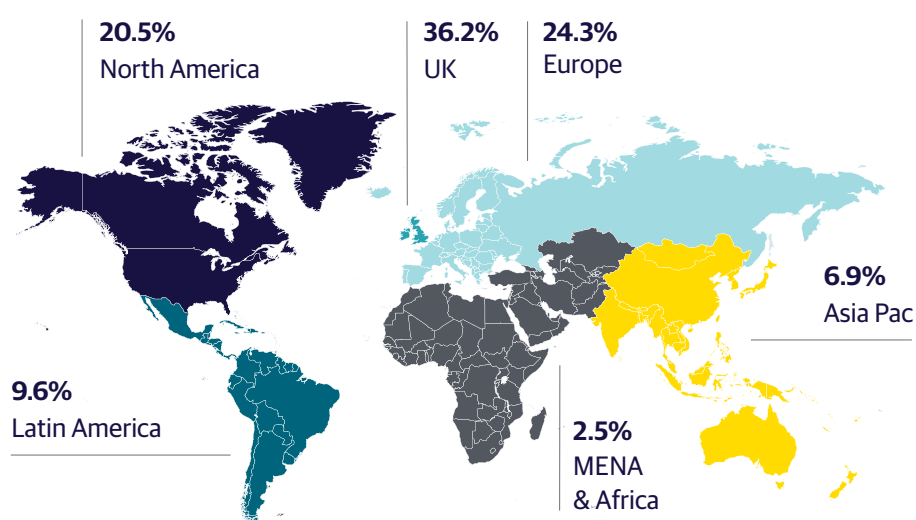 20.5%
North America
36.2%
UK
24.3%
Europe
6.9%
Asia Pac
9.6%
Latin America
2.5%
MENA
& Africa